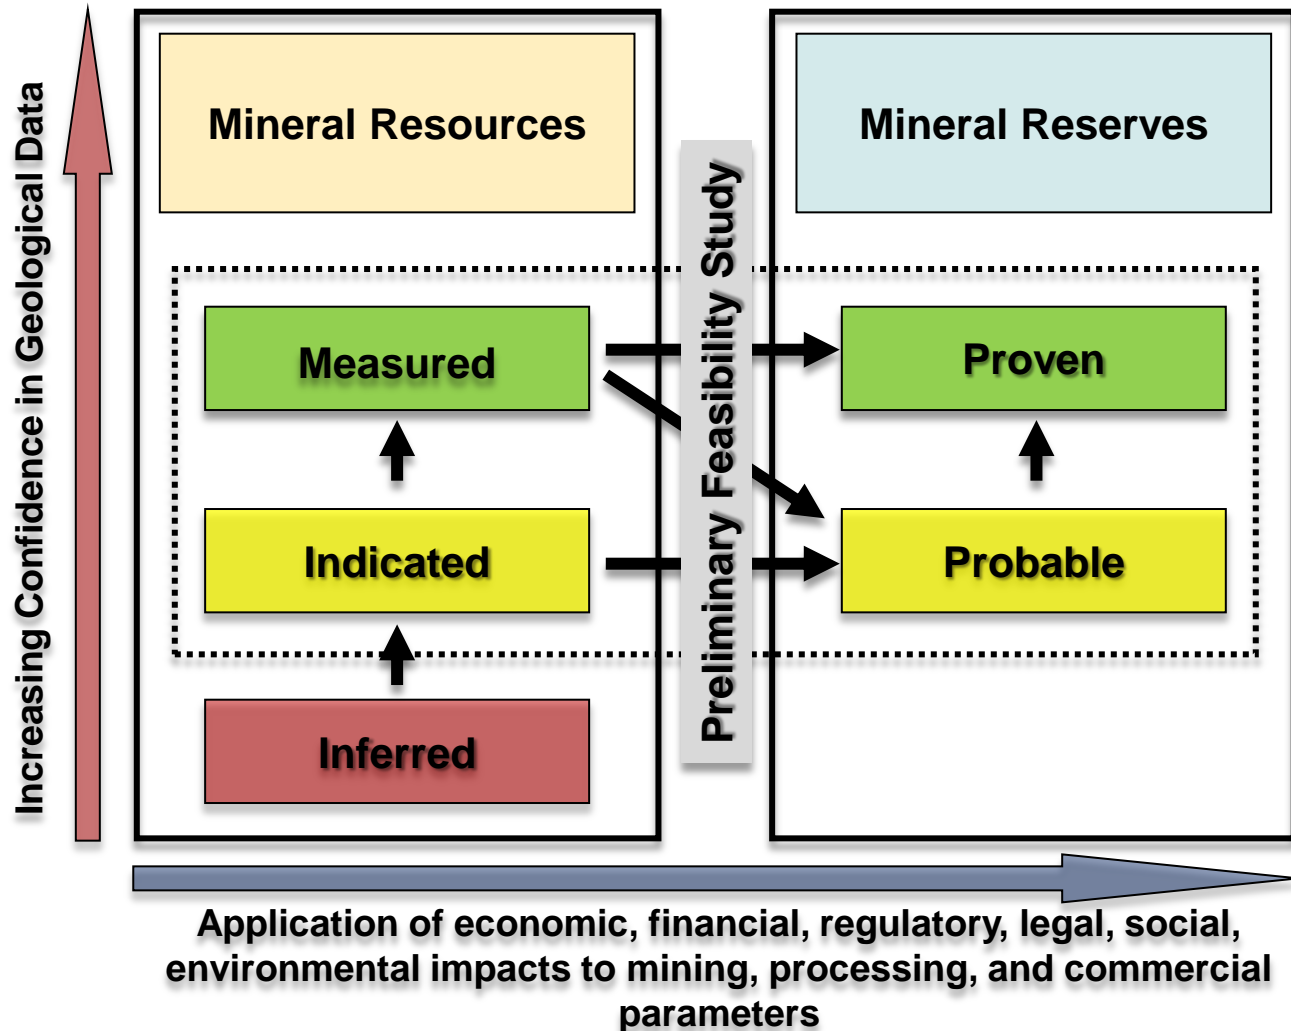 Increasing Confidence in Geological Data
Mineral Resources
Mineral Reserves
Preliminary Feasibility Study
Measured
Proven
Indicated
Probable
Inferred
Application of economic, financial, regulatory, legal, social,
environmental impacts to mining, processing, and commercial
parameters